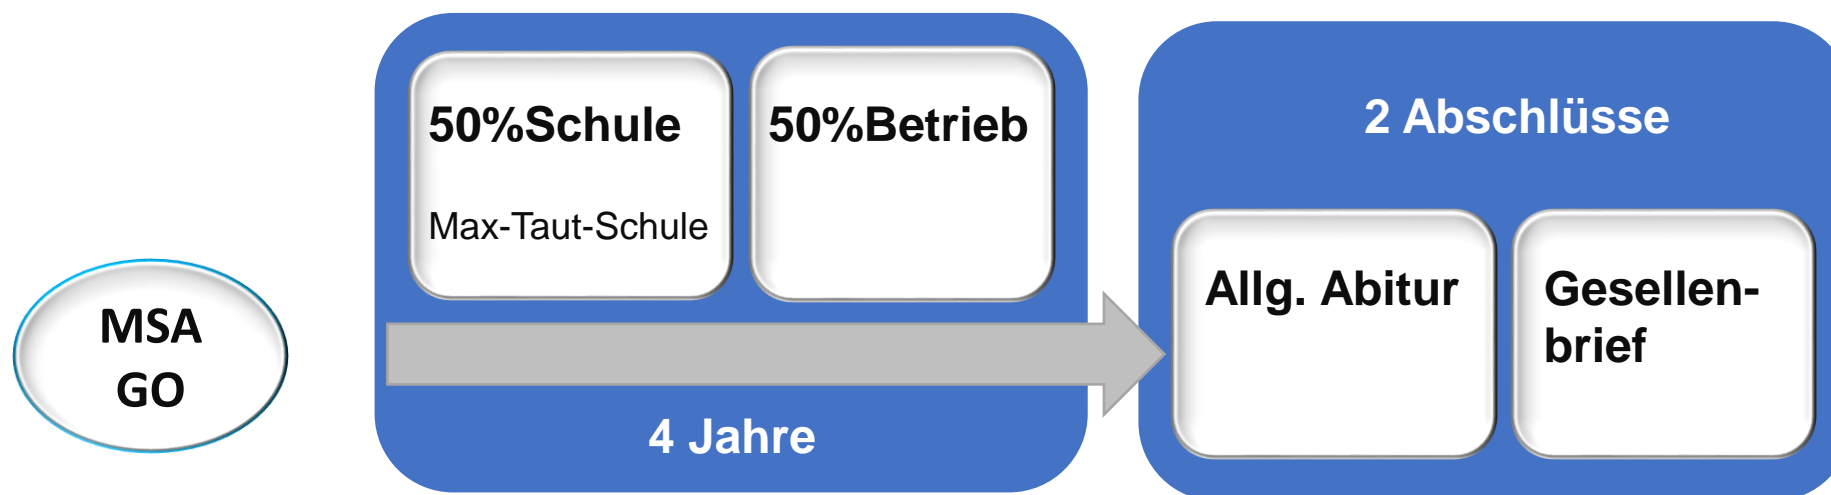 MSA
GO
50%Schule
Max-Taut-Schule
50%Betrieb
4 Jahre
2 Abschlüsse
Allg. Abitur
Gesellen-
brief